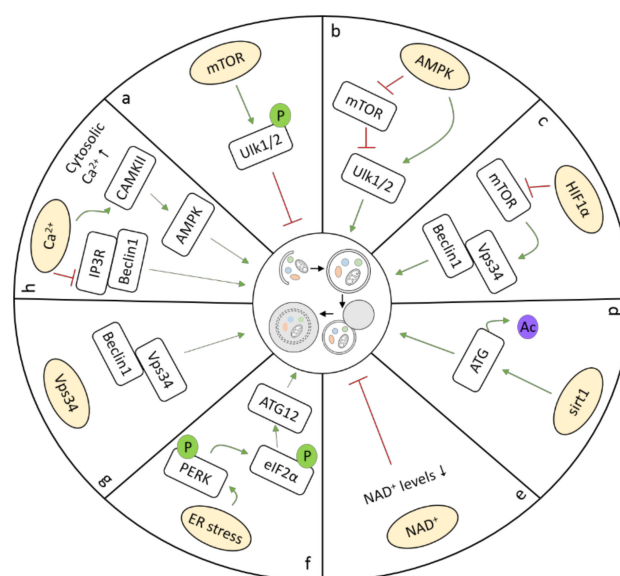 a
mTOR
P
Ulk1/2
b
AMPK
mTOR
Ulk1/2
c
HIF1α
mTOR
Beclin1
Vps34
d
Ac
ATG
sirt1
e
NAD⁺ levels ↓
NAD⁺
f
ATG12
P
PERK
eIF2α
P
ER stress
g
Beclin1
Vps34
Vps34
h
Cytosolic
Ca²⁺ ↑
CAMKII
AMPK
Ca²⁺
IP3R
Beclin1